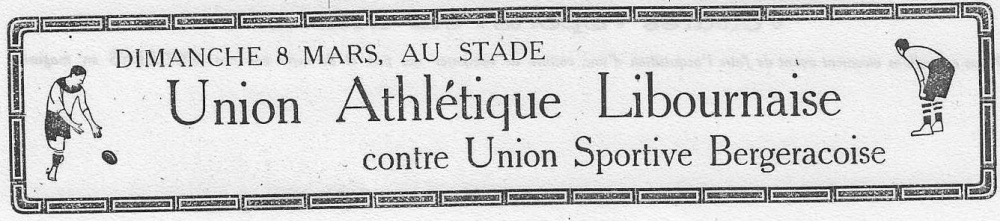 DIMANCHE 8 MARS, AU STADE
Union Athlétique Libournaise
contre Union Sportive Bergeracoise